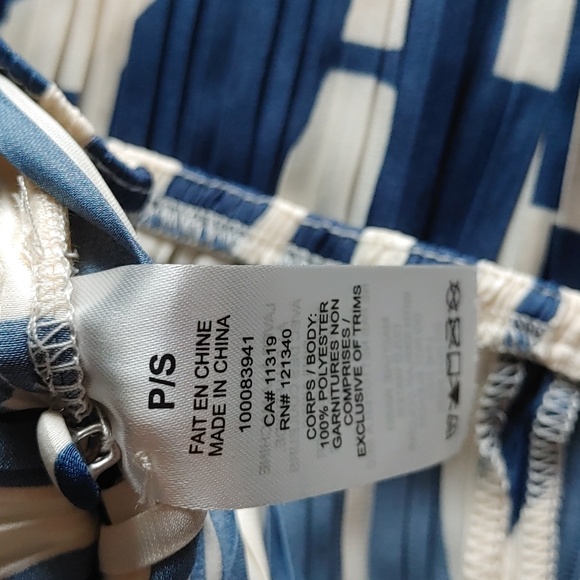 P/S
FAIT EN CHINE
MADE IN CHINA
100083941
CA# 11319
RN# 121340
CORPS / BODY:
100% POLYESTER
GARNITURES NON
COMPRISES /
EXCLUSIVE OF TRIMS